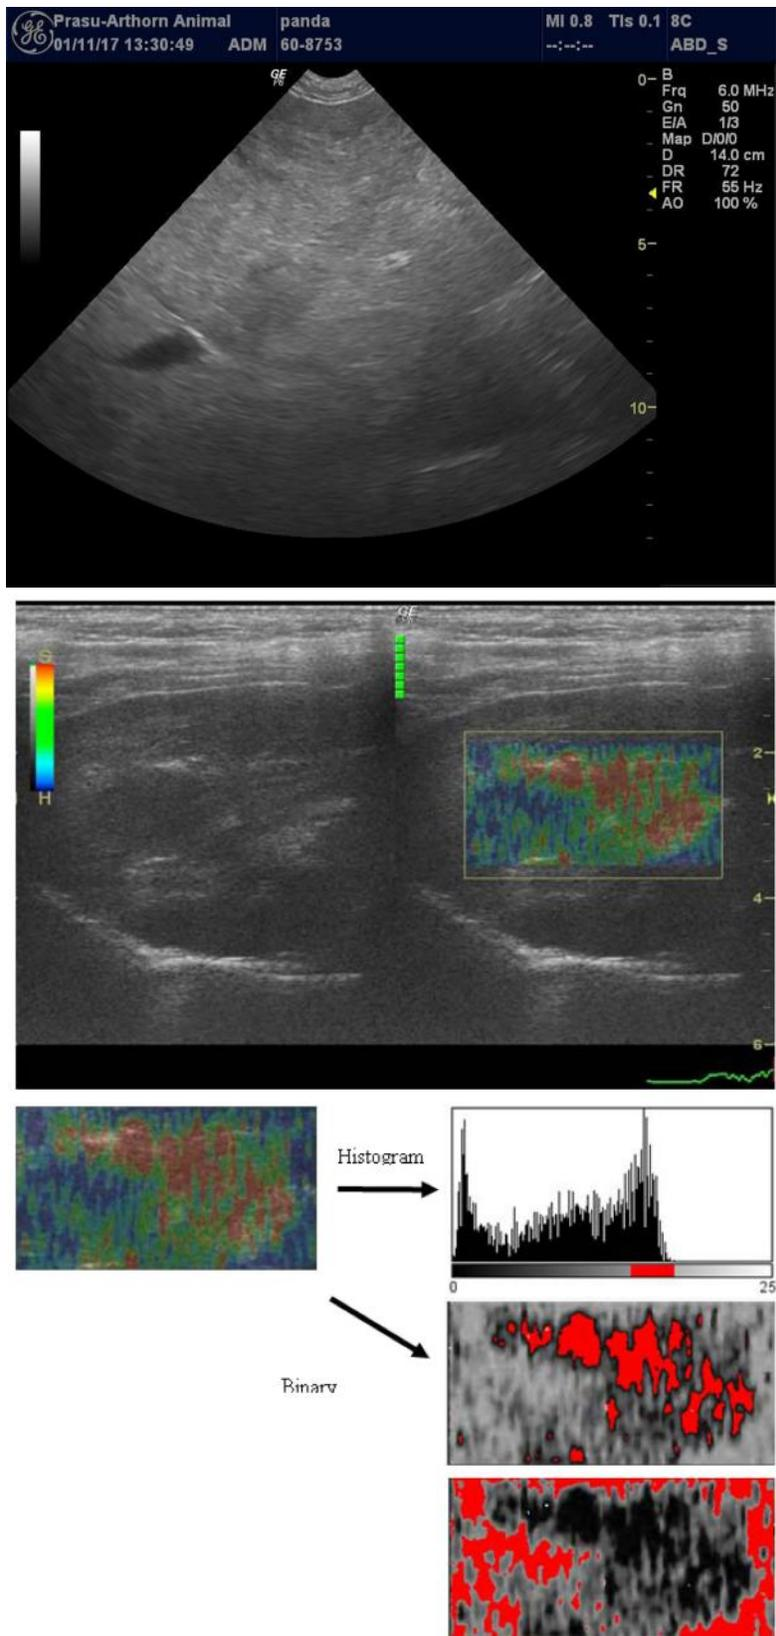 Prasu-Arthorn Animal panda MI 0.8 TIs 0.1 8C
01/11/17 13:30:49 ADM 60-8753 --:--:-- ABD_S
GE
0
B
Frq 6.0 MHz
Gn 50
E/A 1/3
Map D/0/0
D 14.0 cm
DR 72
FR 55 Hz
AO 100 %
5
10
GE
S
H
2
4
6
Histogram
0 25
Binary